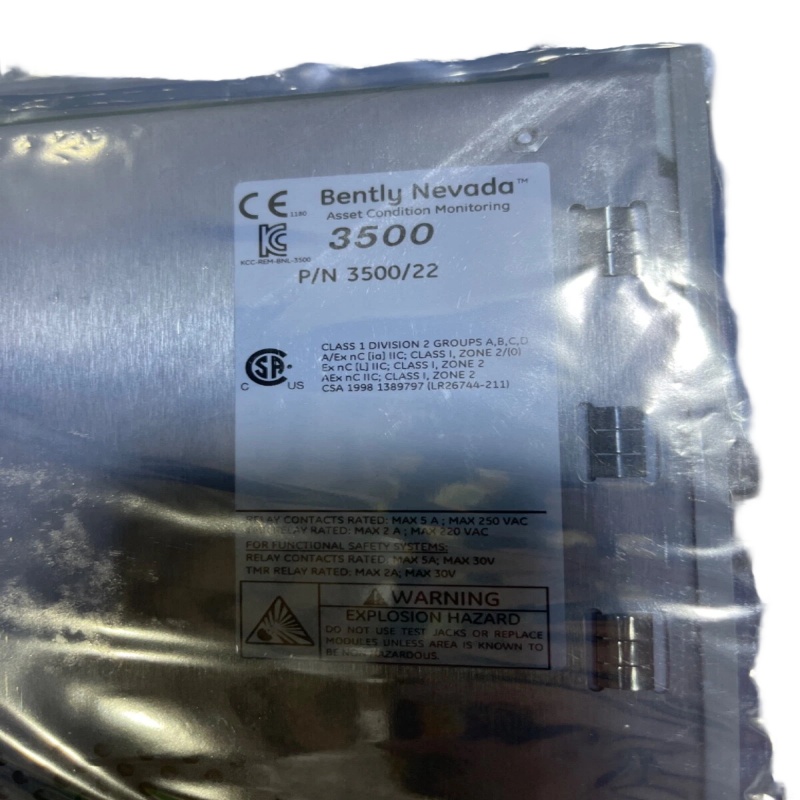 CE 1180
Bently Nevada™
Asset Condition Monitoring
3500
KCC-REM-BNL-3500
P/N 3500/22
CLASS 1 DIVISION 2 GROUPS A,B,C,D
A/Ex nC [ia] IIC; CLASS I, ZONE 2/(0)
Ex nC [L] IIC; CLASS I, ZONE 2
AEx nC IIC; CLASS I, ZONE 2
CSA 1998 1389797 (LR26744-211)
C SA US
RELAY CONTACTS RATED: MAX 5 A ; MAX 250 VAC
RELAY RATED: MAX 2 A ; MAX 220 VAC
FOR FUNCTIONAL SAFETY SYSTEMS:
RELAY CONTACTS RATED: MAX 5A; MAX 30V
TMR RELAY RATED: MAX 2A; MAX 30V
WARNING
EXPLOSION HAZARD
DO NOT USE TEST JACKS OR REPLACE
MODULES UNLESS AREA IS KNOWN TO
BE NON-HAZARDOUS.